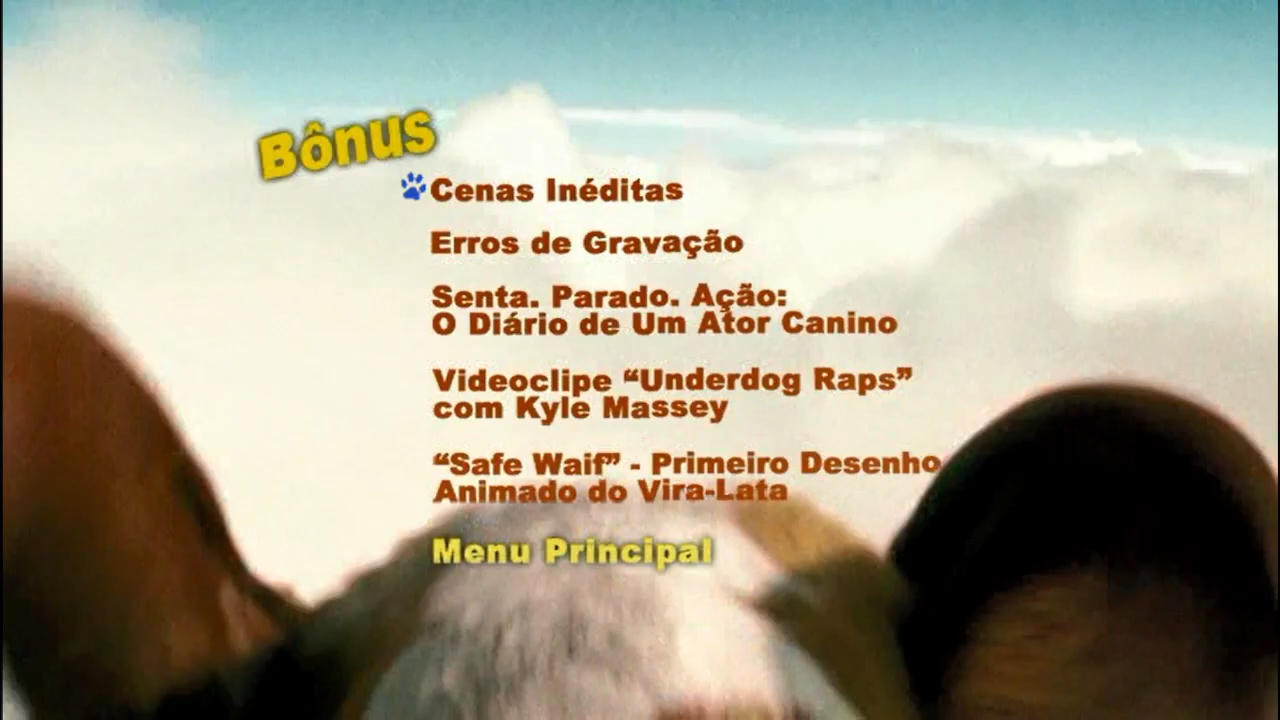 Bônus
Cenas Inéditas
Erros de Gravação
Senta. Parado. Ação:
O Diário de Um Ator Canino
Videoclipe “Underdog Raps”
com Kyle Massey
“Safe Waif” - Primeiro Desenho
Animado do Vira-Lata
Menu Principal